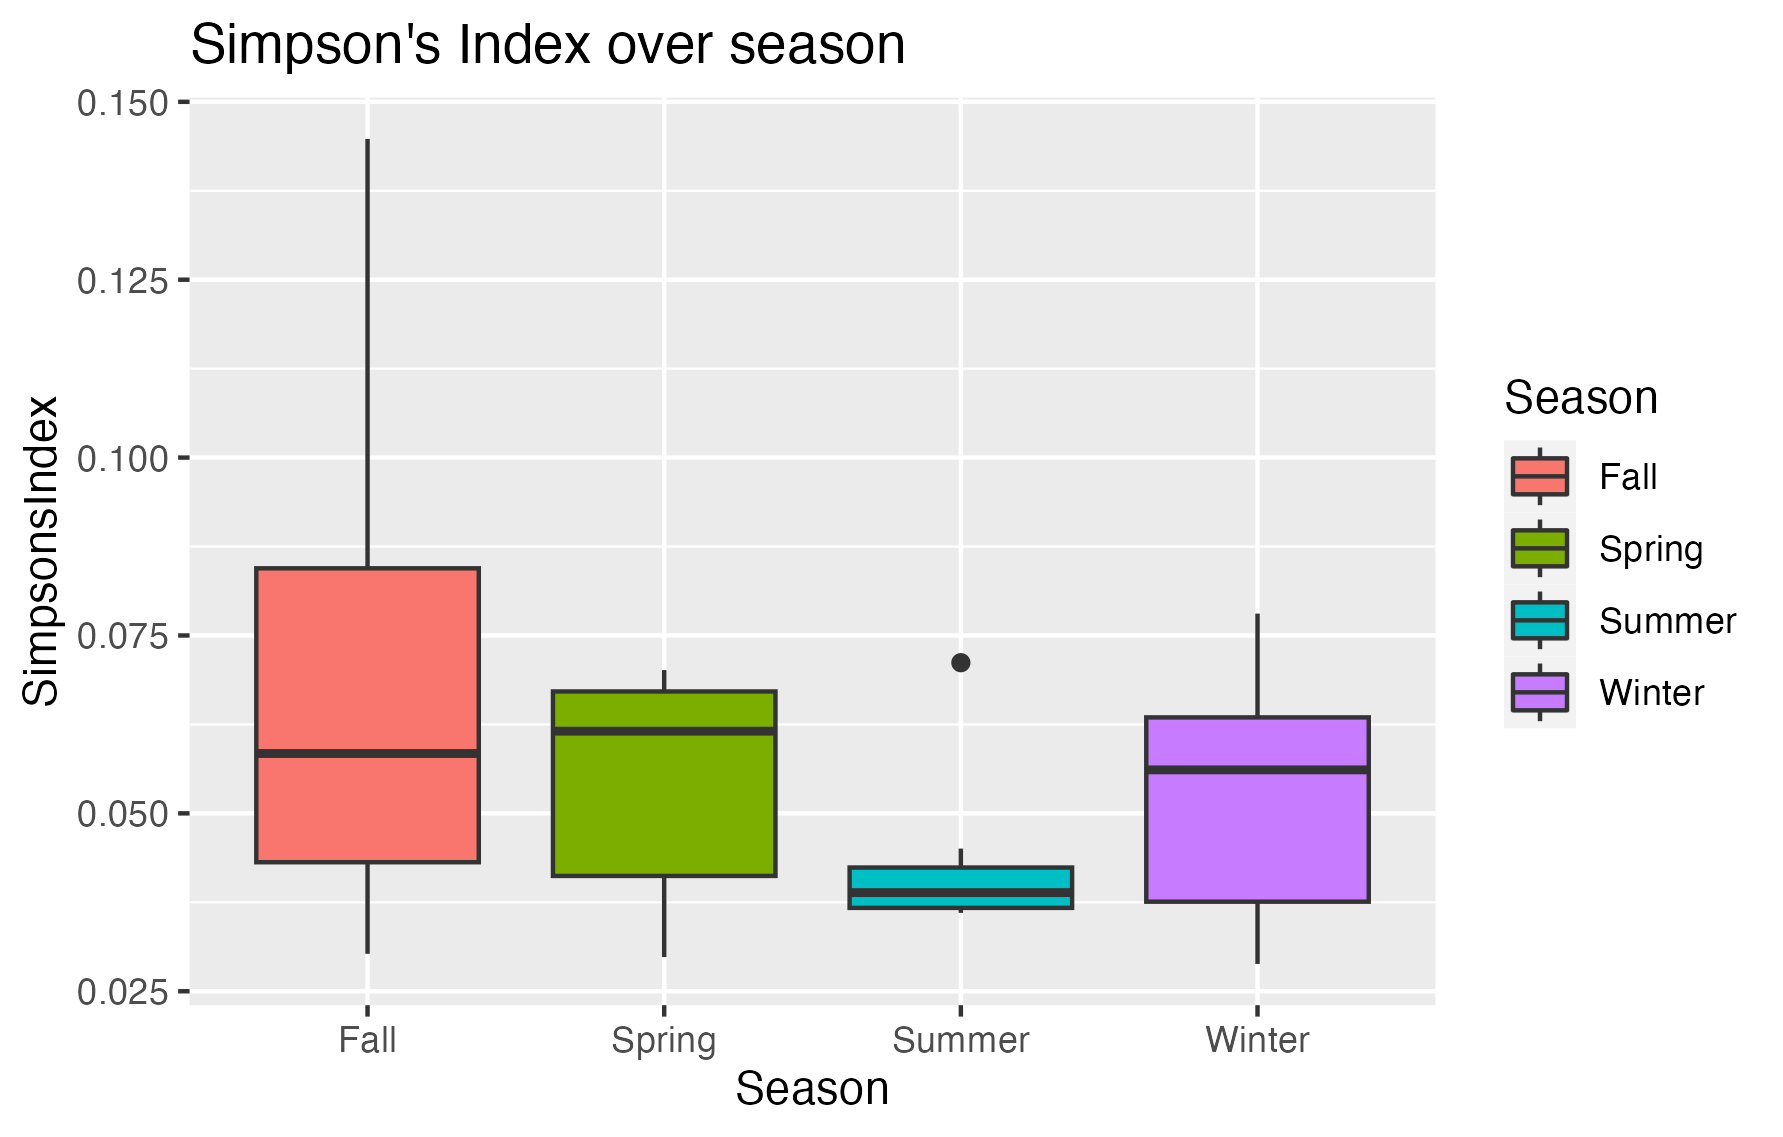 Simpson's Index over season
SimpsonsIndex
0.150
0.125
0.100
0.075
0.050
0.025
Fall Spring Summer Winter
Season
Season
Fall
Spring
Summer
Winter